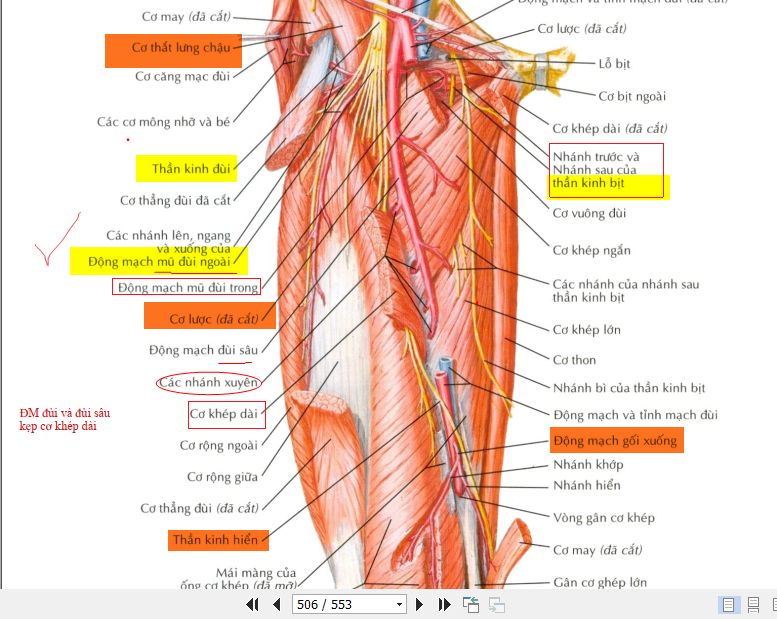 Động mạch và tĩnh mạch đùi (đã cắt)
Cơ may (đã cắt)
Cơ thắt lưng chậu
Cơ căng mạc đùi
Các cơ mông nhỡ và bé
Thần kinh đùi
Cơ thẳng đùi đã cắt
Các nhánh lên, ngang
và xuống của
Động mạch mũ đùi ngoài
Động mạch mũ đùi trong
Cơ lược (đã cắt)
Động mạch đùi sâu
Các nhánh xuyên
ĐM đùi và đùi sâu
kẹp cơ khép dài
Cơ khép dài
Cơ rộng ngoài
Cơ rộng giữa
Cơ thẳng đùi (đã cắt)
Thần kinh hiển
Mái màng của
ống cơ khép (đã mở)
Cơ lược (đã cắt)
Lỗ bịt
Cơ bịt ngoài
Cơ khép dài (đã cắt)
Nhánh trước và
Nhánh sau của
thần kinh bịt
Cơ vuông đùi
Cơ khép ngắn
Các nhánh của nhánh sau
thần kinh bịt
Cơ khép lớn
Cơ thon
Nhánh bì của thần kinh bịt
Động mạch và tỉnh mạch đùi
Động mạch gối xuống
Nhánh khớp
Nhánh hiển
Vòng gân cơ khép
Cơ may (đã cắt)
Gân cơ ghép lớn
506 / 553